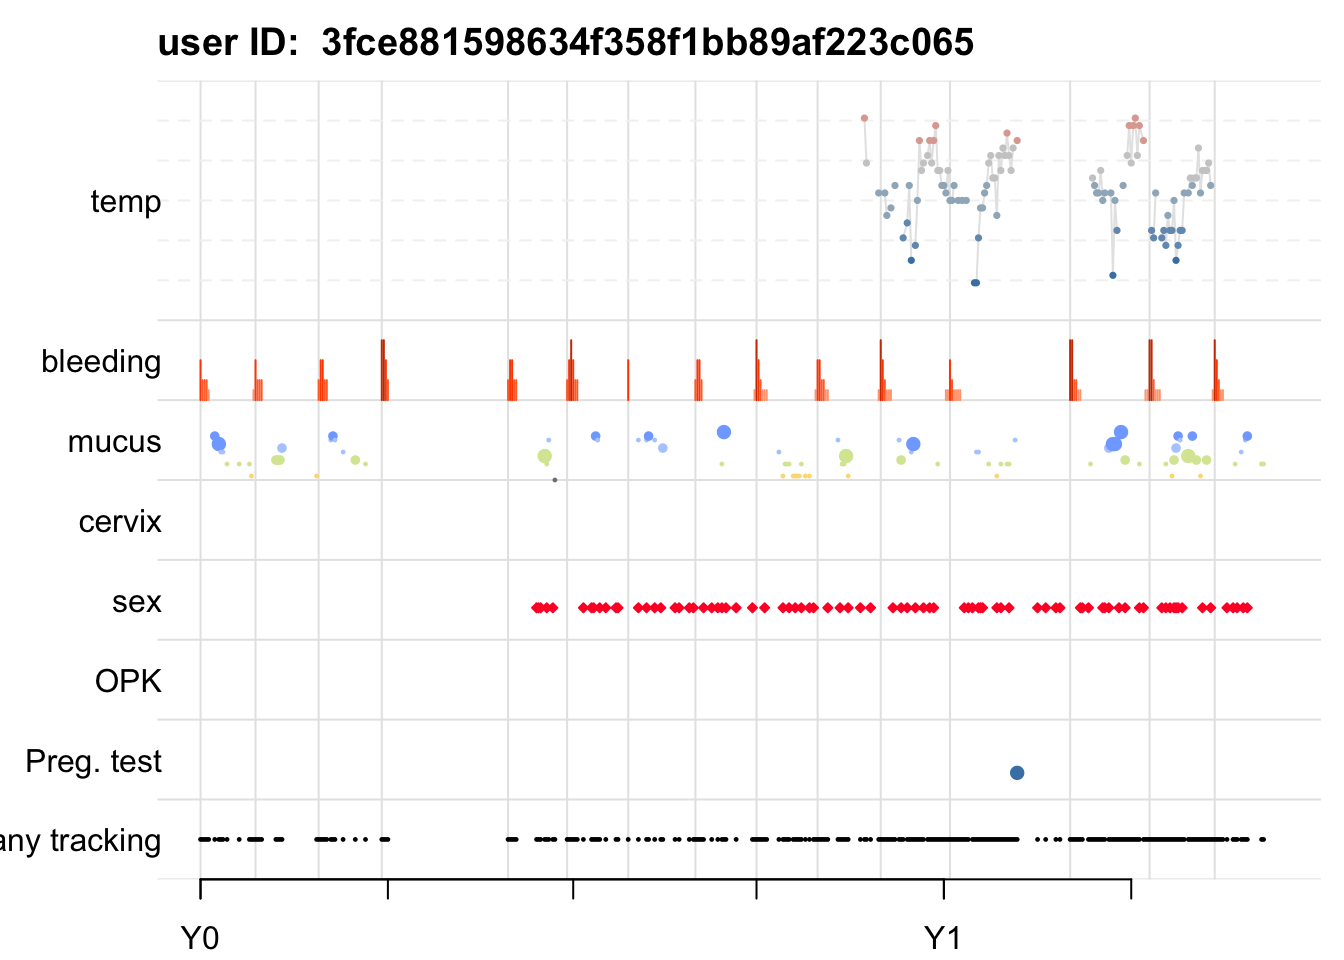 user ID:  3fce881598634f358f1bb89af223c065
temp
bleeding
mucus
cervix
sex
OPK
Preg. test
any tracking
Y0
Y1